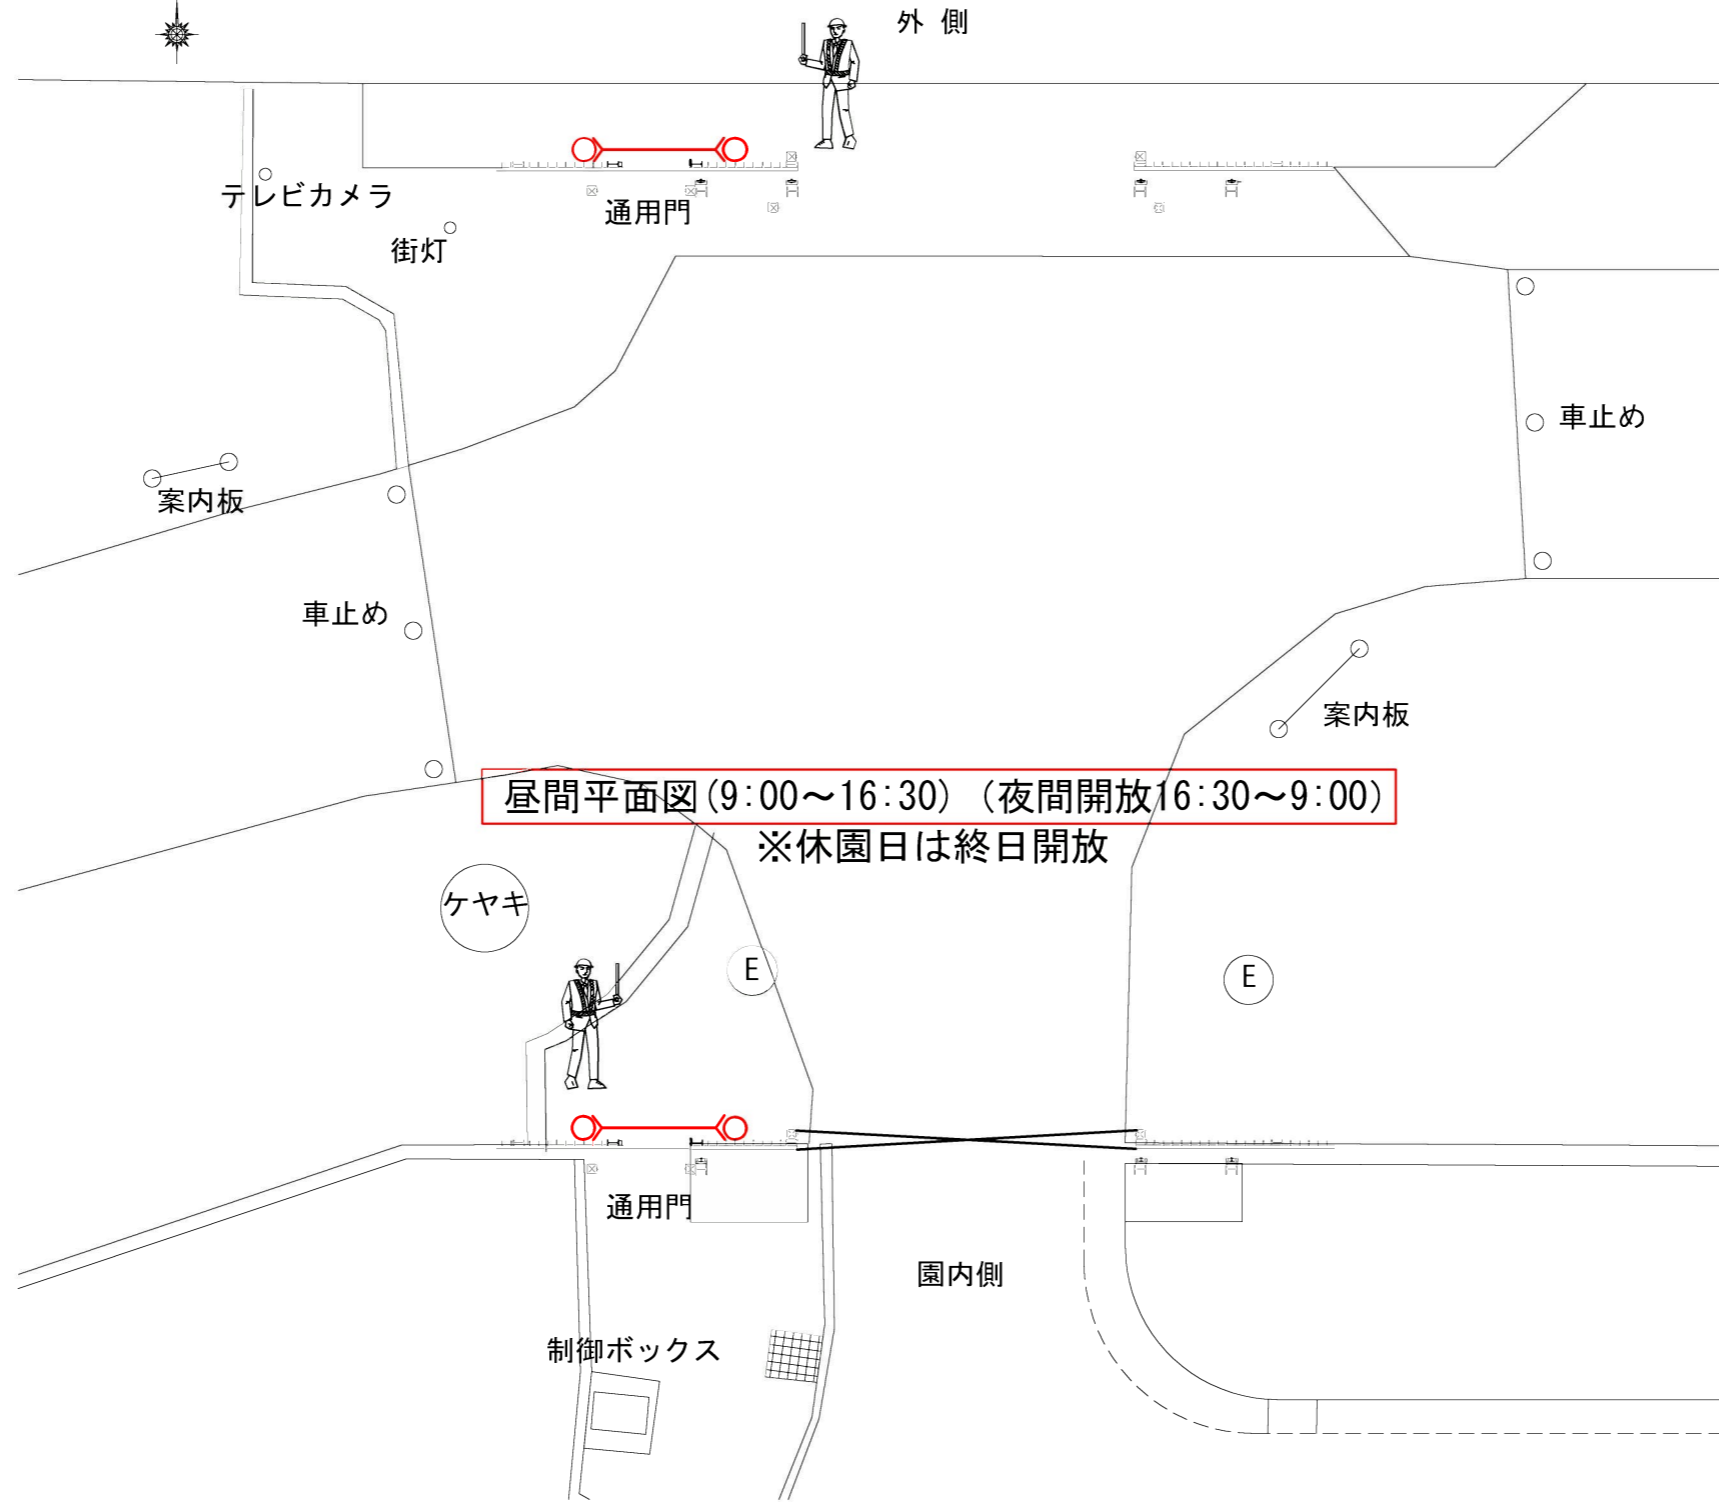 外 側
テレビカメラ
通用門
街灯
車止め
案内板
車止め
案内板
昼間平面図(9:00～16:30) (夜間開放16:30～9:00)
※休園日は終日開放
ケヤキ
E
E
通用門
園内側
制御ボックス